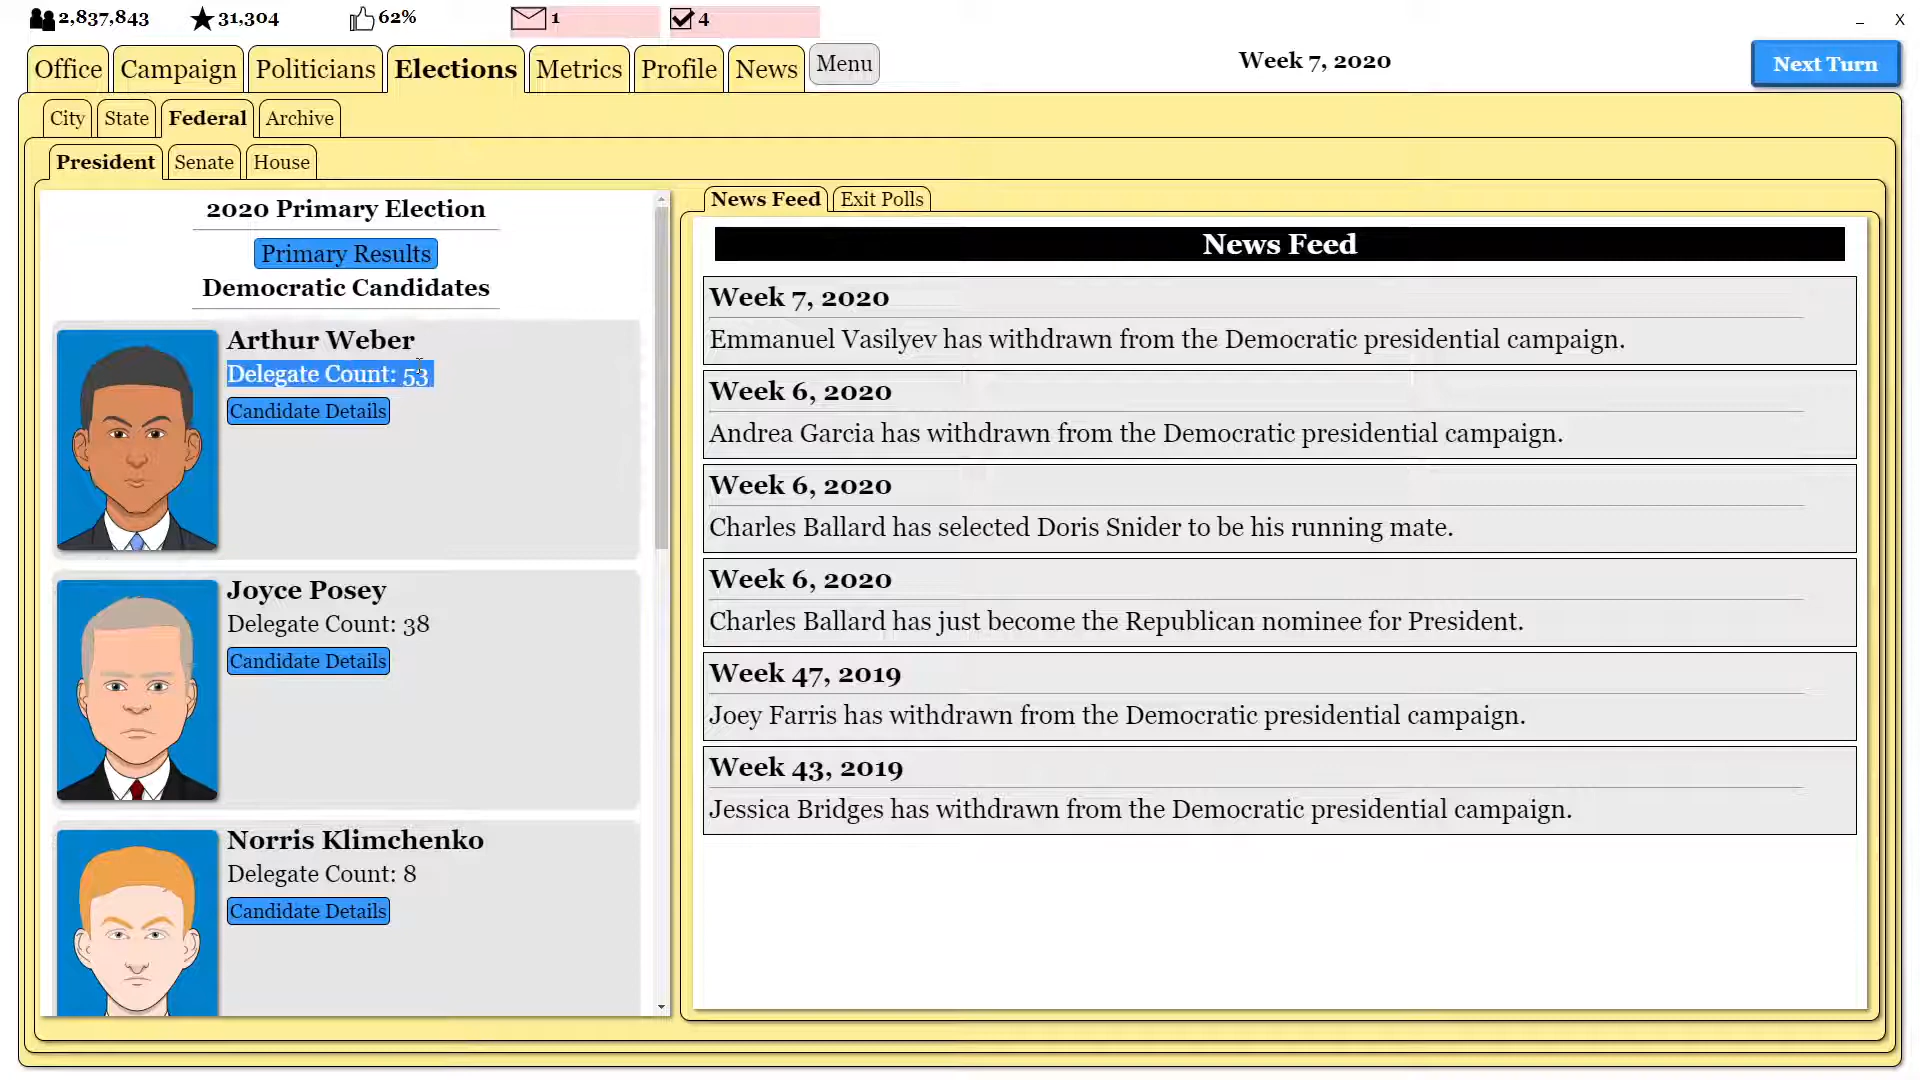 2,837,843
31,304
62%
1
4
_ X
Office Campaign Politicians Elections Metrics Profile News Menu
Week 7, 2020
Next Turn
City State Federal Archive
President Senate House
2020 Primary Election
Primary Results
Democratic Candidates
Arthur Weber
Delegate Count: 53
Candidate Details
Joyce Posey
Delegate Count: 38
Candidate Details
Norris Klimchenko
Delegate Count: 8
Candidate Details
News Feed Exit Polls
News Feed
Week 7, 2020
Emmanuel Vasilyev has withdrawn from the Democratic presidential campaign.
Week 6, 2020
Andrea Garcia has withdrawn from the Democratic presidential campaign.
Week 6, 2020
Charles Ballard has selected Doris Snider to be his running mate.
Week 6, 2020
Charles Ballard has just become the Republican nominee for President.
Week 47, 2019
Joey Farris has withdrawn from the Democratic presidential campaign.
Week 43, 2019
Jessica Bridges has withdrawn from the Democratic presidential campaign.